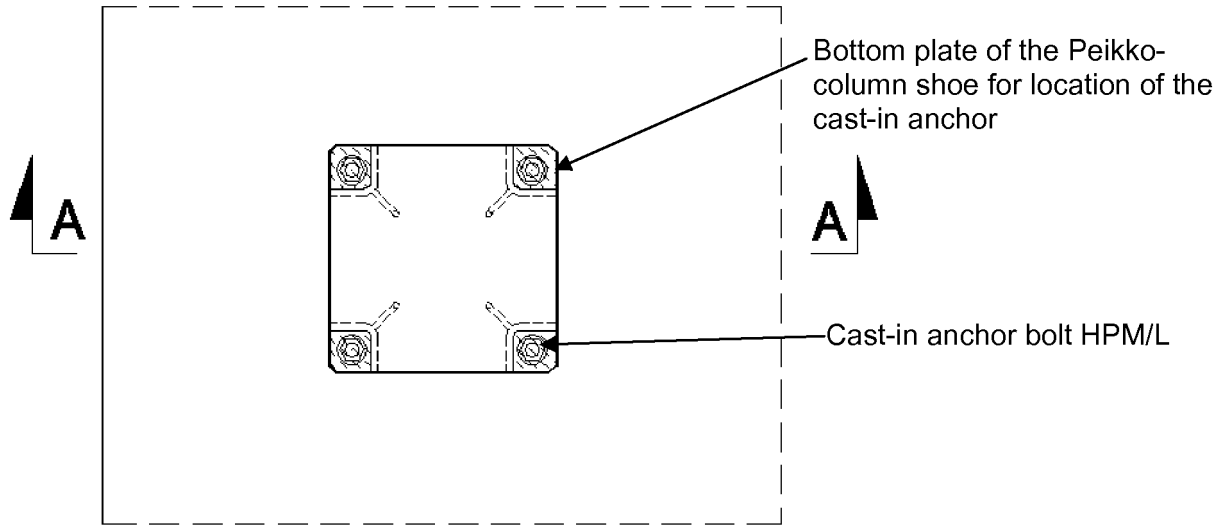 Bottom plate of the Peikko-
column shoe for location of the
cast-in anchor
A
A
Cast-in anchor bolt HPM/L